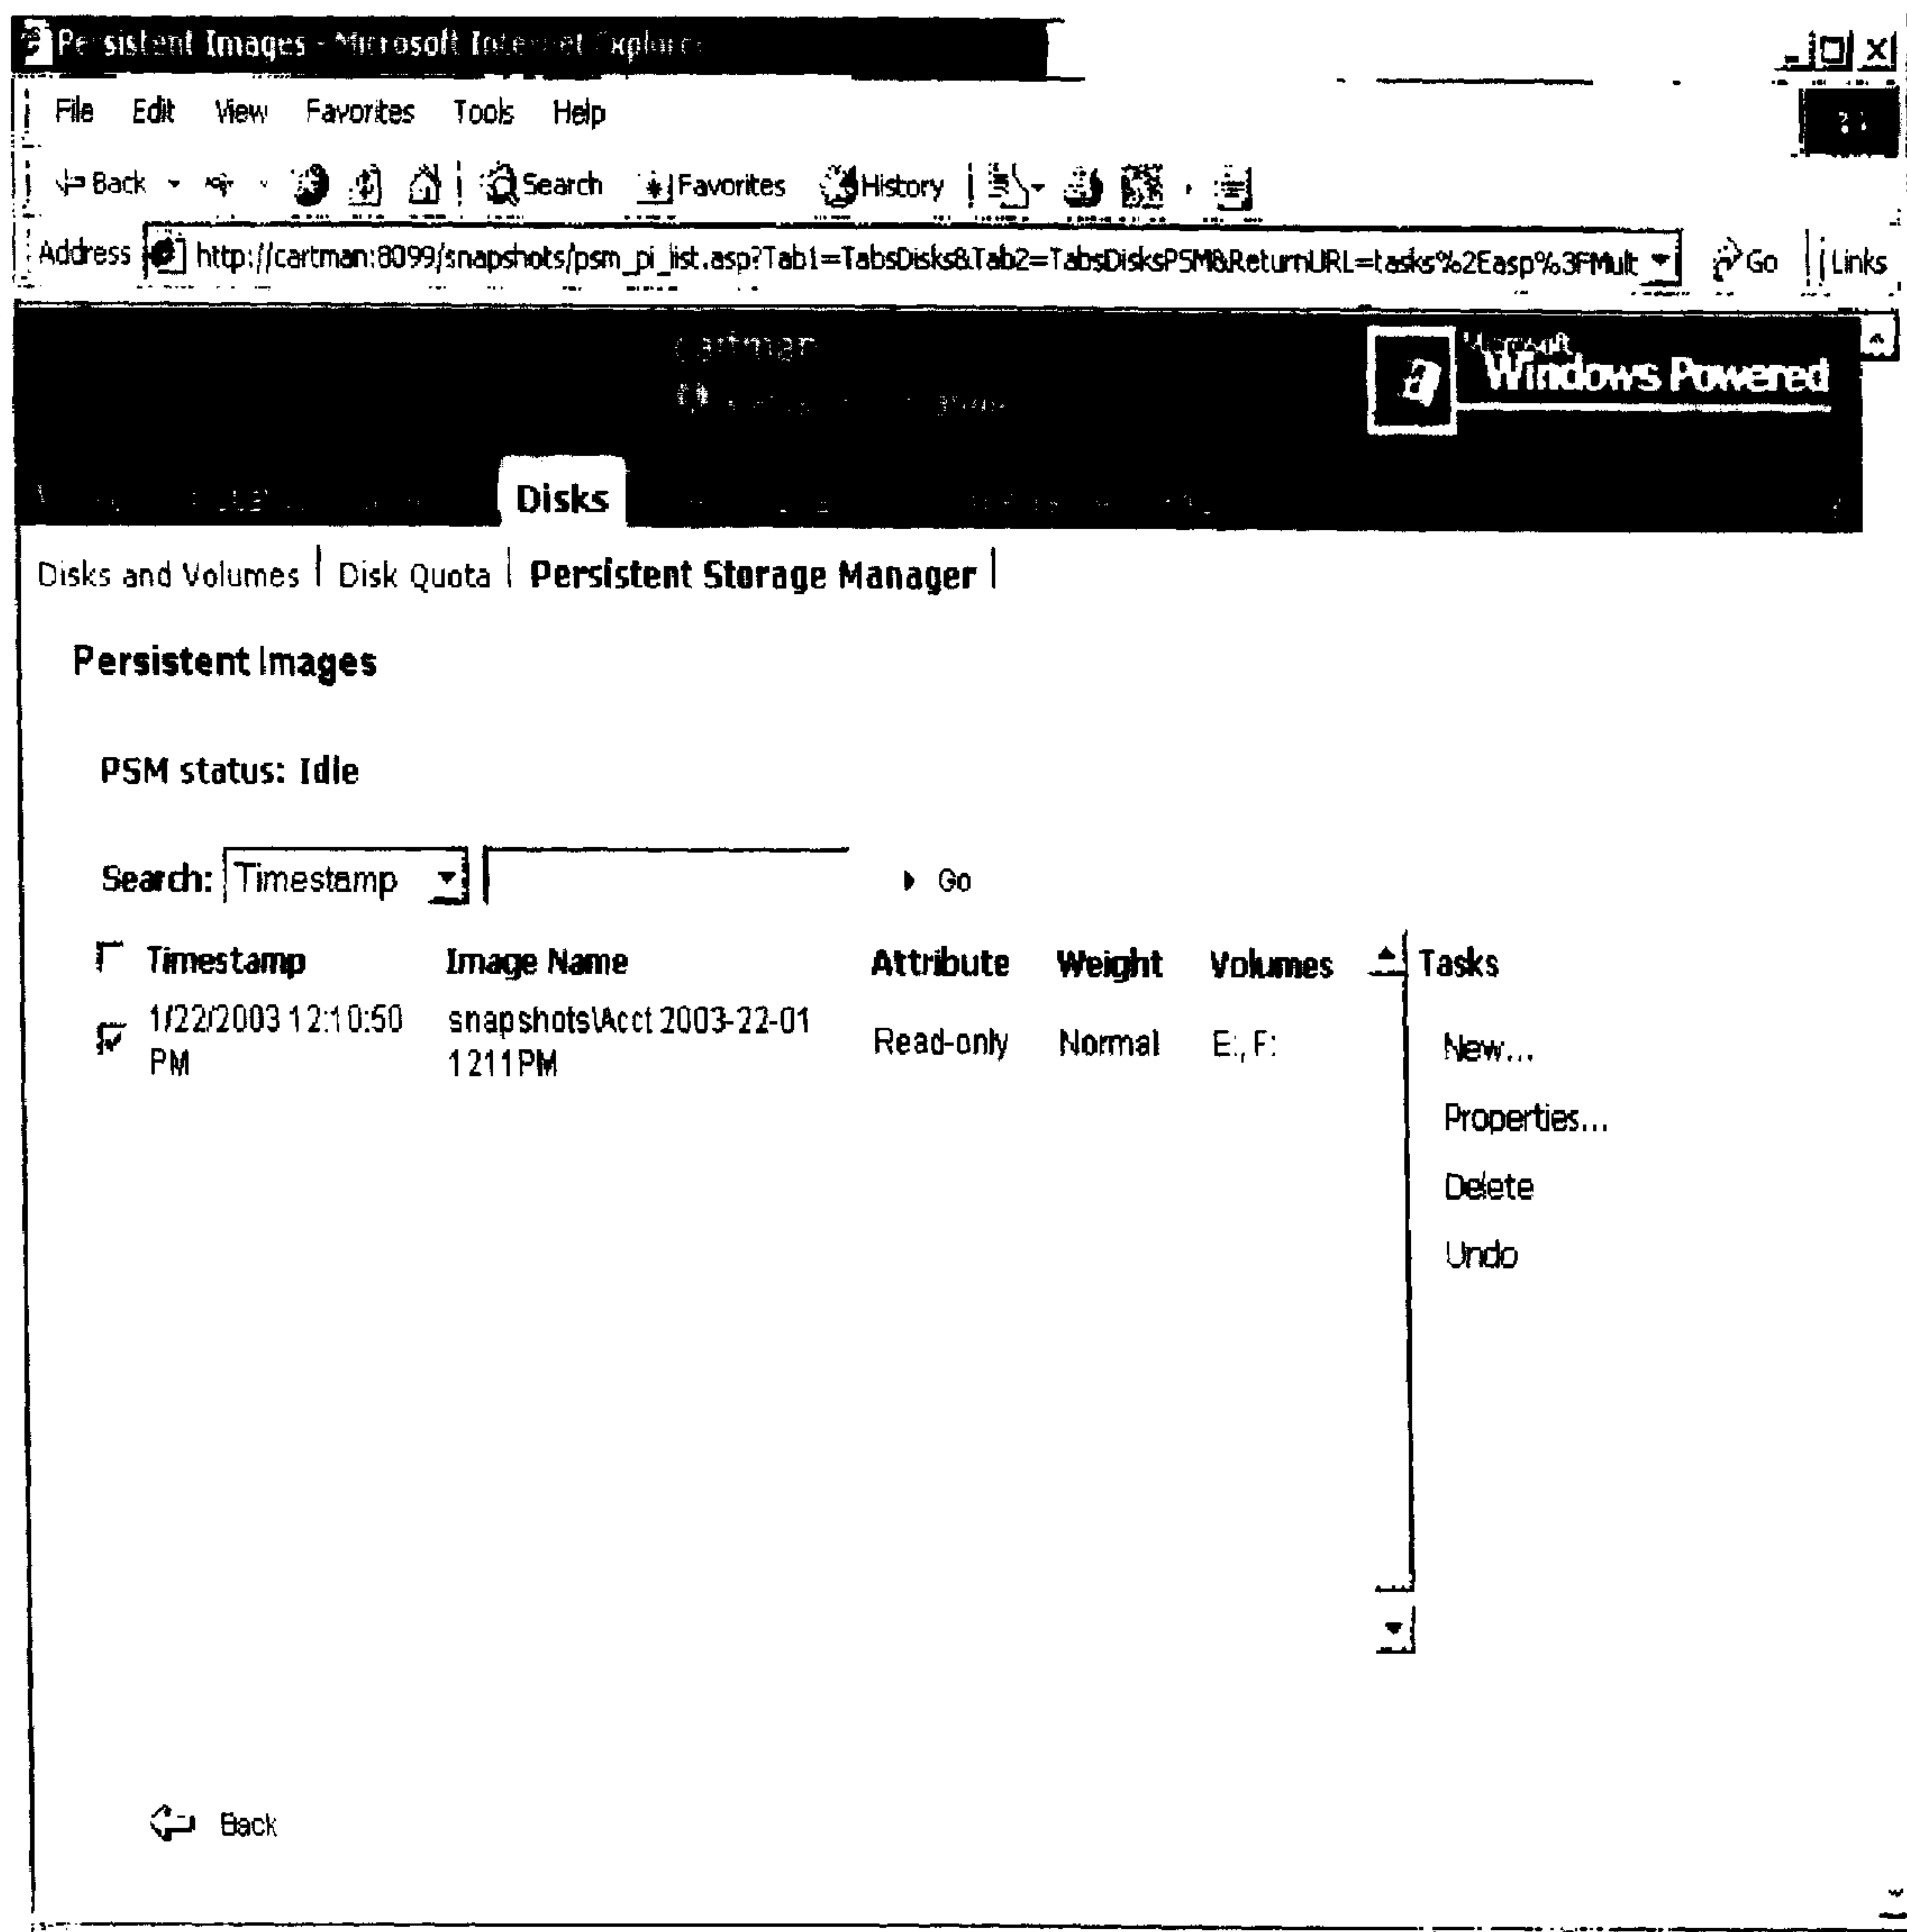 Persistent Images - Microsoft Internet Explorer
File Edit View Favorites Tools Help
Back Search Favorites History
Address http://cartman:8099/snapshots/psm_pi_list.asp?Tab1=TabsDisks&Tab2=TabsDisksPSM&ReturnURL=tasks%2Easp%3FMult Go Links
cartman
Microsoft
Windows Powered
Disks
Disks and Volumes | Disk Quota | Persistent Storage Manager |
Persistent Images
PSM status: Idle
Search: Timestamp Go
Timestamp Image Name Attribute Weight Volumes Tasks
1/22/2003 12:10:50 PM snapshots\Acct 2003-22-01 1211PM Read-only Normal E:, F:
New...
Properties...
Delete
Undo
Back